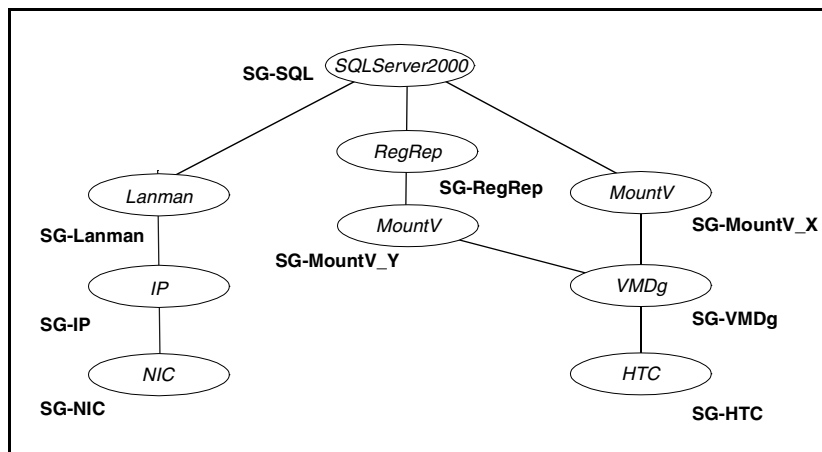 SQLServer2000
SG-SQL
RegRep
SG-RegRep
Lanman
MountV
SG-Lanman
MountV
SG-MountV_X
SG-MountV_Y
IP
VMDg
SG-IP
SG-VMDg
NIC
HTC
SG-NIC
SG-HTC